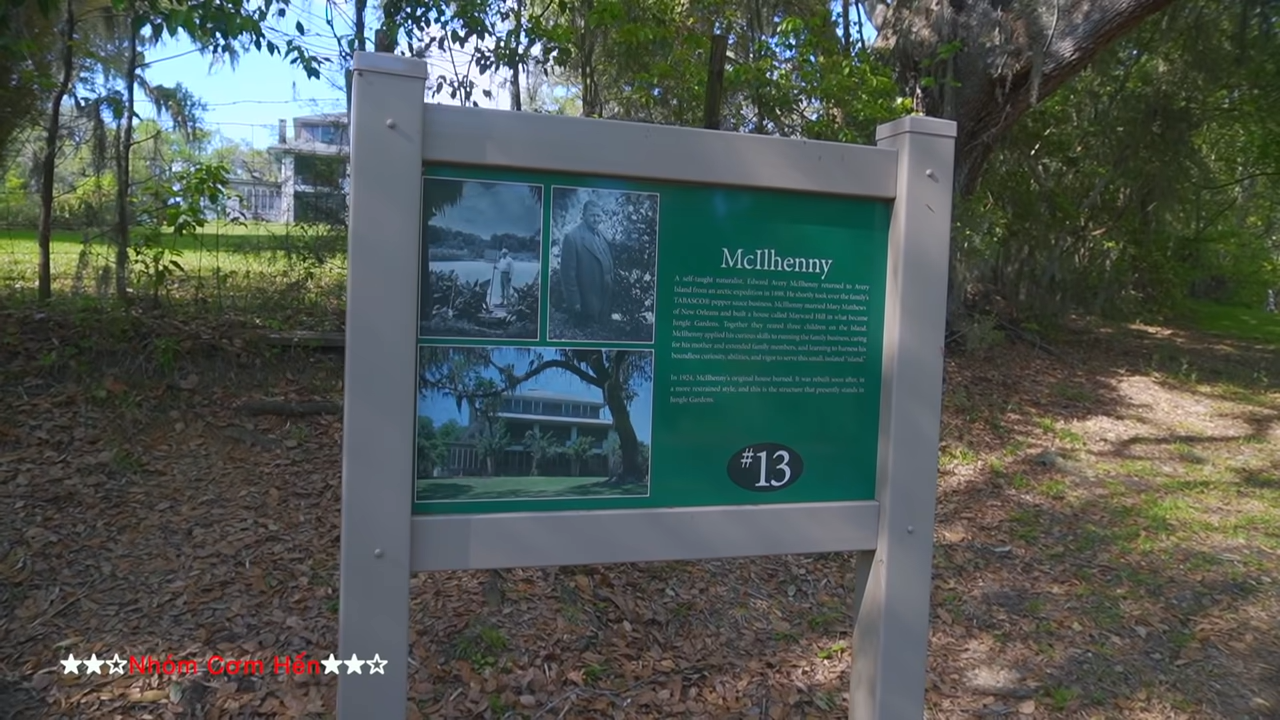 McIlhenny
A self-taught naturalist, Edward Avery McIlhenny returned to Avery
Island from an arctic expedition in 1898. He shortly took over the family's
TABASCO® pepper sauce business. McIlhenny married Mary Matthews
of New Orleans and built a house called Mayward Hill in what became
Jungle Gardens. Together they reared three children on the Island.
McIlhenny applied his curious skills to running the family business, caring
for his mother and extended family members, and learning to harness his
boundless curiosity, abilities, and vigor to serve this small, isolated "island."
In 1924, McIlhenny's original house burned. It was rebuilt soon after, in
a more restrained style, and this is the structure that presently stands in
Jungle Gardens.
#13
★★☆Nhóm Cơm Hến★★☆